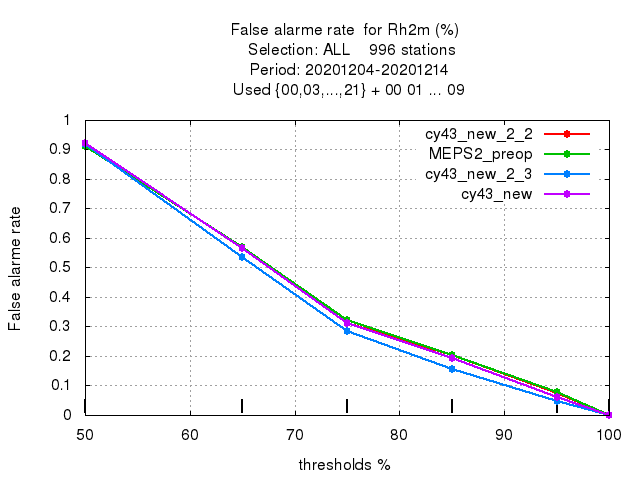 False alarme rate  for Rh2m (%)
Selection: ALL    996 stations
Period: 20201204-20201214
Used {00,03,...,21} + 00 01 ... 09
cy43_new_2_2
MEPS2_preop
cy43_new_2_3
cy43_new
1
0.9
0.8
0.7
0.6
0.5
0.4
0.3
0.2
0.1
0
False alarme rate
50 60 70 80 90 100
thresholds %